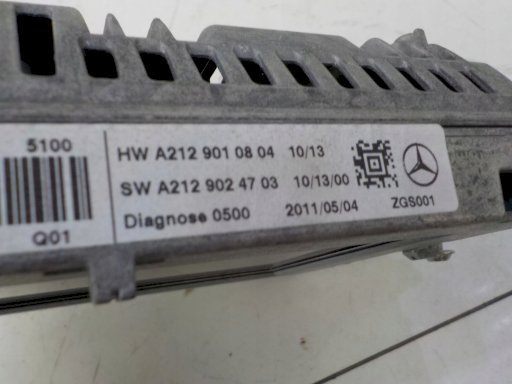 5100
Q01
HW A212 901 08 04 10/13
SW A212 902 47 03 10/13/00
Diagnose 0500 2011/05/04
ZGS001